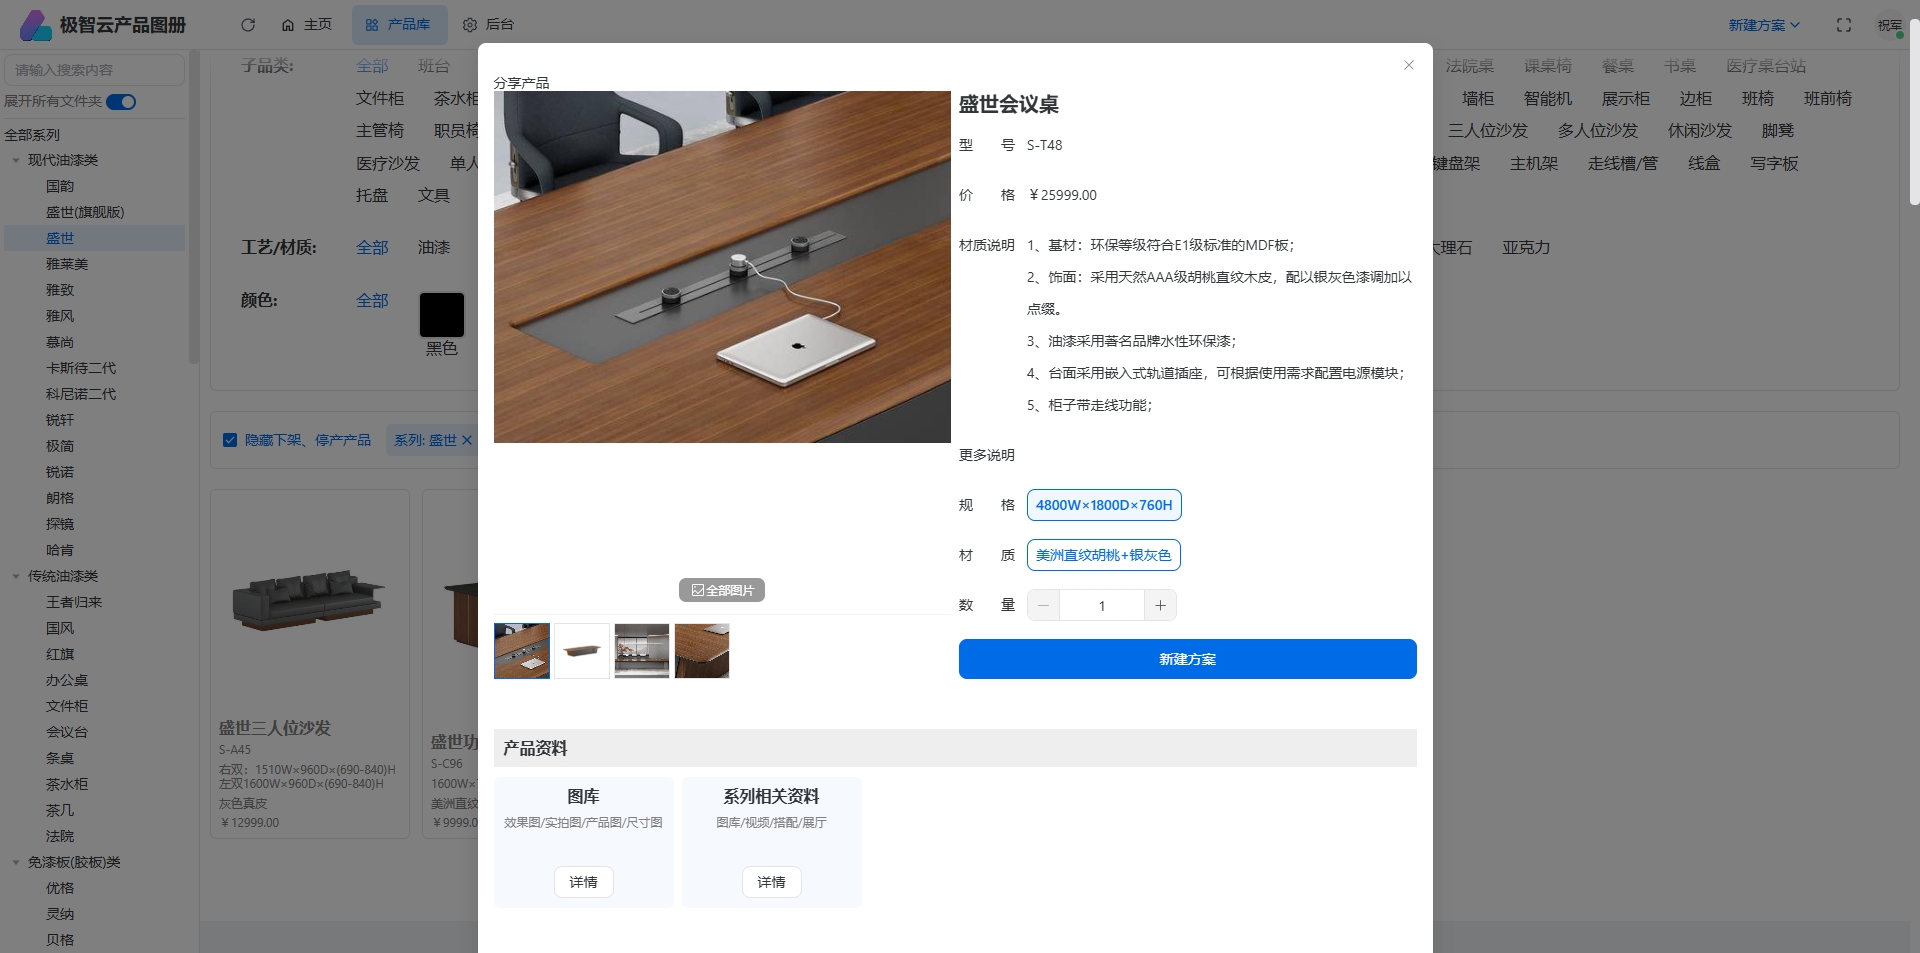 极智云产品图册
主页
产品库
后台
新建方案
祝军
请输入搜索内容
展开所有文件夹
全部系列
现代油漆类
国韵
盛世(旗舰版)
盛世
雅莱美
雅致
雅风
慕尚
卡斯待二代
科尼诺二代
锐轩
极简
锐诺
朗格
探镜
哈肯
传统油漆类
王者归来
国风
红旗
办公桌
文件柜
会议台
条桌
茶水柜
茶几
法院
免漆板(胶板)类
优格
灵纳
贝格
子品类:
全部 班台
法院桌 课桌椅 餐桌 书桌 医疗桌台站
文件柜 茶水柜
墙柜 智能机 展示柜 边柜 班椅 班前椅
主管椅 职员椅
三人位沙发 多人位沙发 休闲沙发 脚凳
医疗沙发 单人
键盘架 主机架 走线槽/管 线盒 写字板
托盘 文具
工艺/材质: 全部 油漆
大理石 亚克力
颜色: 全部
黑色
隐藏下架、停产产品
系列: 盛世
盛世三人位沙发
S-A45
右双：1510W×960D×(690-840)H
左双1600W×960D×(690-840)H
灰色真皮
￥12999.00
盛世功
S-C96
1600W×
美洲直纹
￥9999.0
分享产品
盛世会议桌
型 号 S-T48
价 格 ￥25999.00
材质说明 1、基材：环保等级符合E1级标准的MDF板；
2、饰面：采用天然AAA级胡桃直纹木皮，配以银灰色漆调加以
点缀。
3、油漆采用著名品牌水性环保漆；
4、台面采用嵌入式轨道插座，可根据使用需求配置电源模块；
5、柜子带走线功能；
更多说明
规 格 4800W×1800D×760H
材 质 美洲直纹胡桃+银灰色
数 量 1
新建方案
全部图片
产品资料
图库
效果图/实拍图/产品图/尺寸图
详情
系列相关资料
图库/视频/搭配/展厅
详情